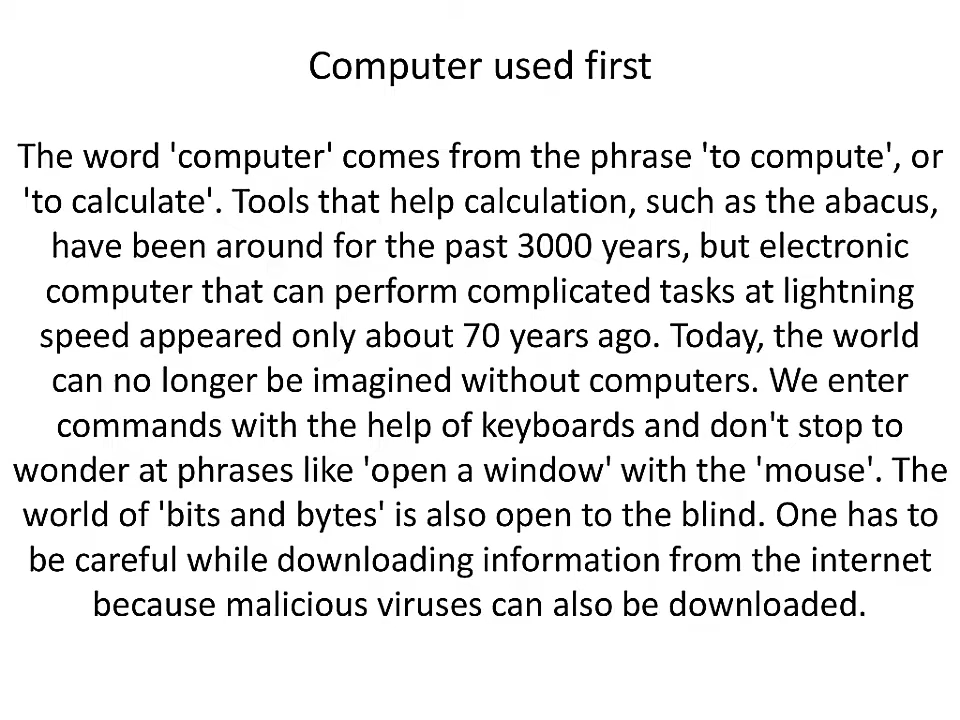 Computer used first
The word 'computer' comes from the phrase 'to compute', or
'to calculate'. Tools that help calculation, such as the abacus,
have been around for the past 3000 years, but electronic
computer that can perform complicated tasks at lightning
speed appeared only about 70 years ago. Today, the world
can no longer be imagined without computers. We enter
commands with the help of keyboards and don't stop to
wonder at phrases like 'open a window' with the 'mouse'. The
world of 'bits and bytes' is also open to the blind. One has to
be careful while downloading information from the internet
because malicious viruses can also be downloaded.